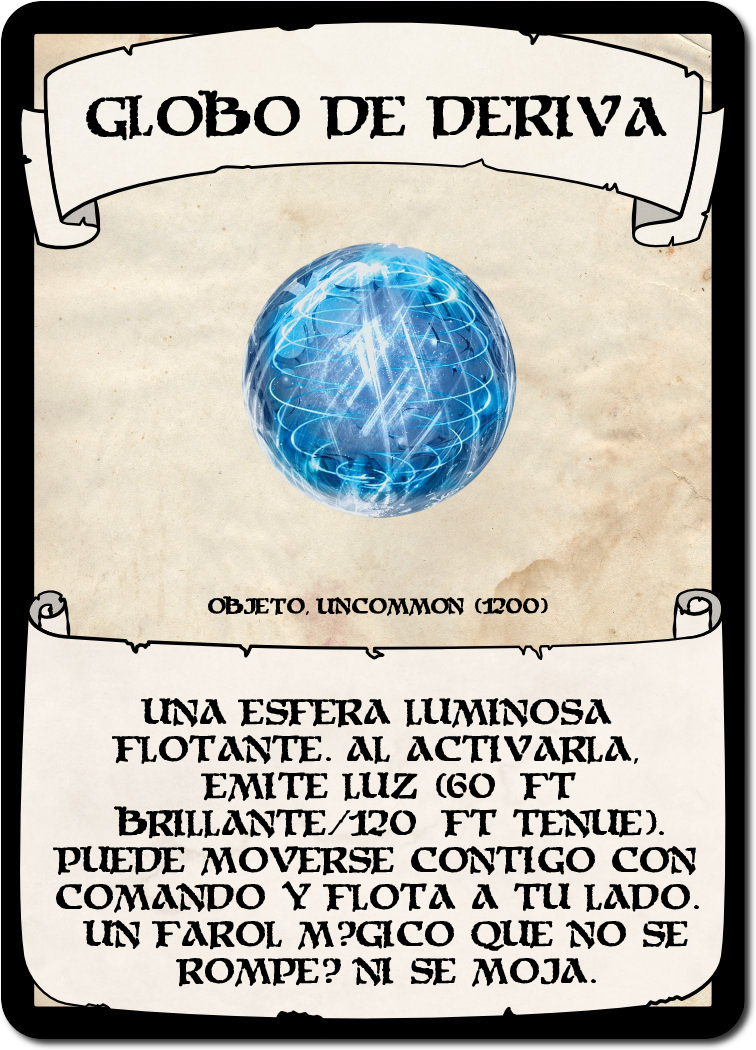 GLOBO DE DERIVA
OBJETO, UNCOMMON (1200)
UNA ESFERA LUMINOSA
FLOTANTE. AL ACTIVARLA,
EMITE LUZ (60 FT
BRILLANTE/120 FT TENUE).
PUEDE MOVERSE CONTIGO CON
COMANDO Y FLOTA A TU LADO.
UN FAROL M?GICO QUE NO SE
ROMPE? NI SE MOJA.